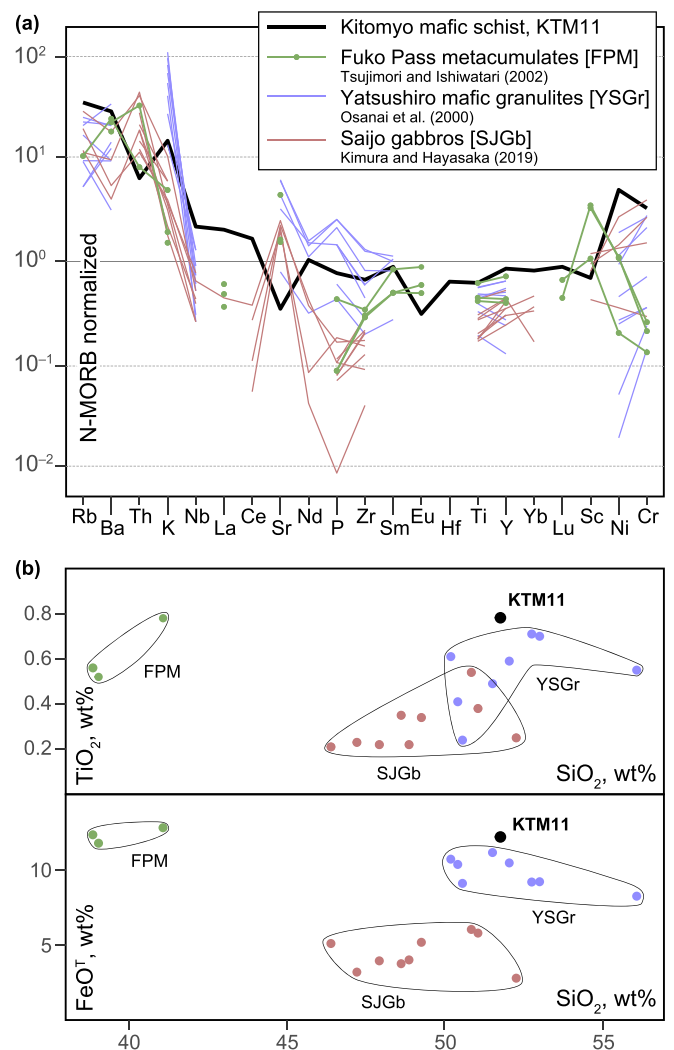 (a)
Kitomyo mafic schist, KTM11
Fuko Pass metacumulates [FPM]
Tsujimori and Ishiwatari (2002)
Yatsushiro mafic granulites [YSGr]
Osanai et al. (2000)
Saijo gabbros [SJGb]
Kimura and Hayasaka (2019)
10²
10¹
10⁰
10⁻¹
10⁻²
N-MORB normalized
Rb Ba Th K Nb La Ce Sr Nd P Zr Sm Eu Hf Ti Y Yb Lu Sc Ni Cr
(b)
0.8
0.6
0.4
0.2
TiO₂, wt%
KTM11
FPM
YSGr
SJGb
SiO₂, wt%
10
5
FeOᵀ, wt%
KTM11
FPM
YSGr
SJGb
SiO₂, wt%
40 45 50 55